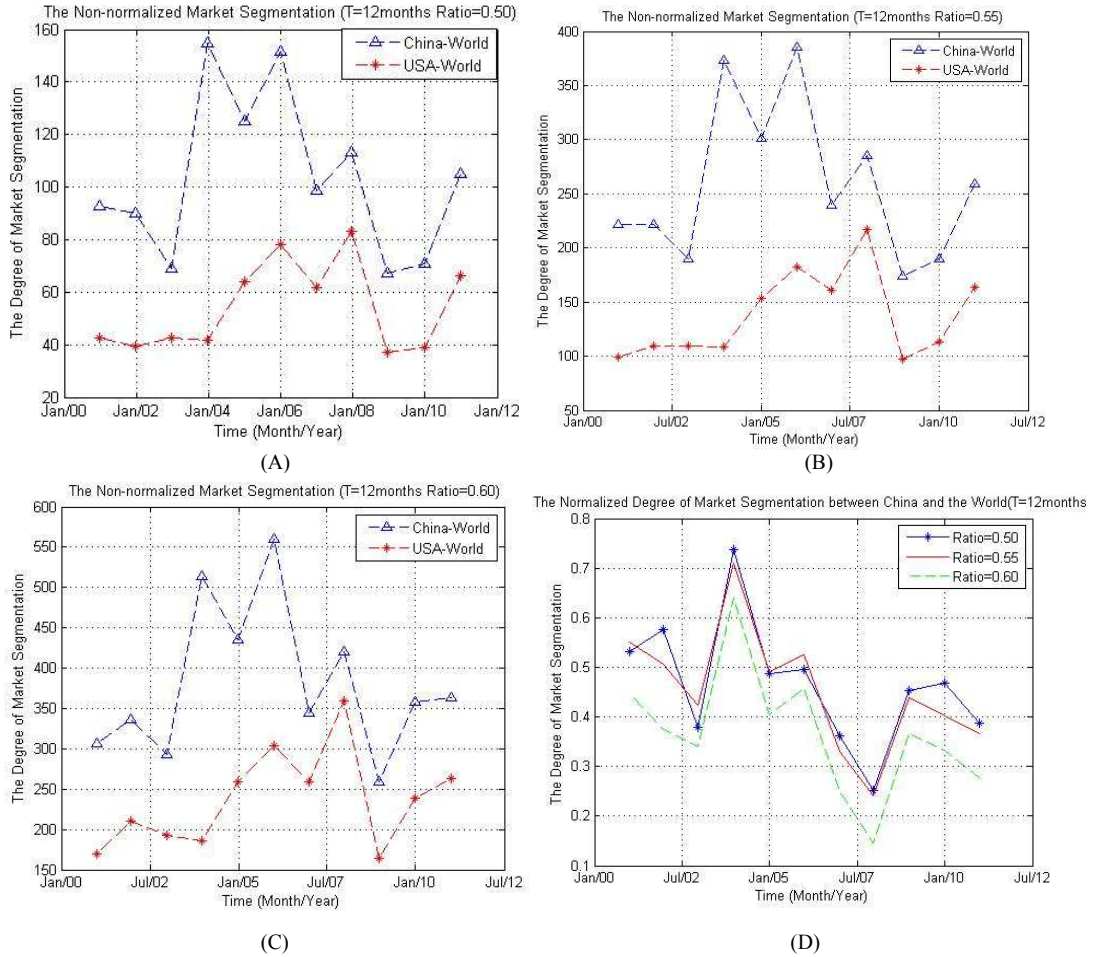 The Non-normalized Market Segmentation (T=12months Ratio=0.50)
160
140
120
100
80
60
40
20
The Degree of Market Segmentation
China-World
USA-World
Jan/00 Jan/02 Jan/04 Jan/06 Jan/08 Jan/10 Jan/12
Time (Month/Year)
(A)
The Non-normalized Market Segmentation (T=12months Ratio=0.55)
400
350
300
250
200
150
100
50
The Degree of Market Segmentation
China-World
USA-World
Jan/00 Jul/02 Jan/05 Jul/07 Jan/10 Jul/12
Time (Month/Year)
(B)
The Non-normalized Market Segmentation (T=12months Ratio=0.60)
600
550
500
450
400
350
300
250
200
150
The Degree of Market Segmentation
China-World
USA-World
Jan/00 Jul/02 Jan/05 Jul/07 Jan/10 Jul/12
Time (Month/Year)
(C)
The Normalized Degree of Market Segmentation between China and the World(T=12months
0.8
0.7
0.6
0.5
0.4
0.3
0.2
0.1
The Degree of Market Segmentation
Ratio=0.50
Ratio=0.55
Ratio=0.60
Jan/00 Jul/02 Jan/05 Jul/07 Jan/10 Jul/12
Time (Month/Year)
(D)